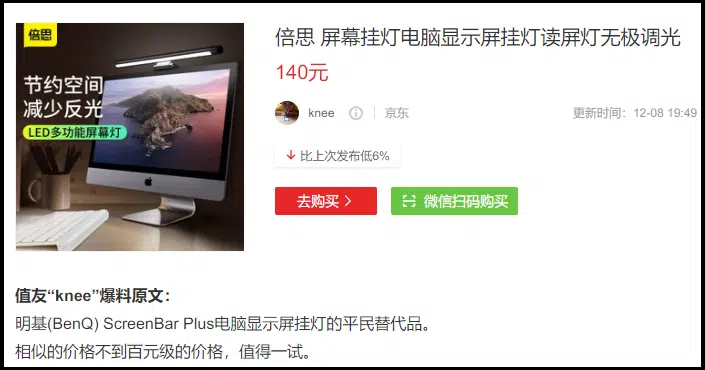 倍思
节约空间
减少反光
LED多功能屏幕灯
倍思 屏幕挂灯电脑显示屏挂灯读屏灯无极调光
140元
knee 京东 更新时间：12-08 19:49
比上次发布低6%
去购买 微信扫码购买
值友“knee”爆料原文：
明基(BenQ) ScreenBar Plus电脑显示屏挂灯的平民替代品。
相似的价格不到百元级的价格，值得一试。